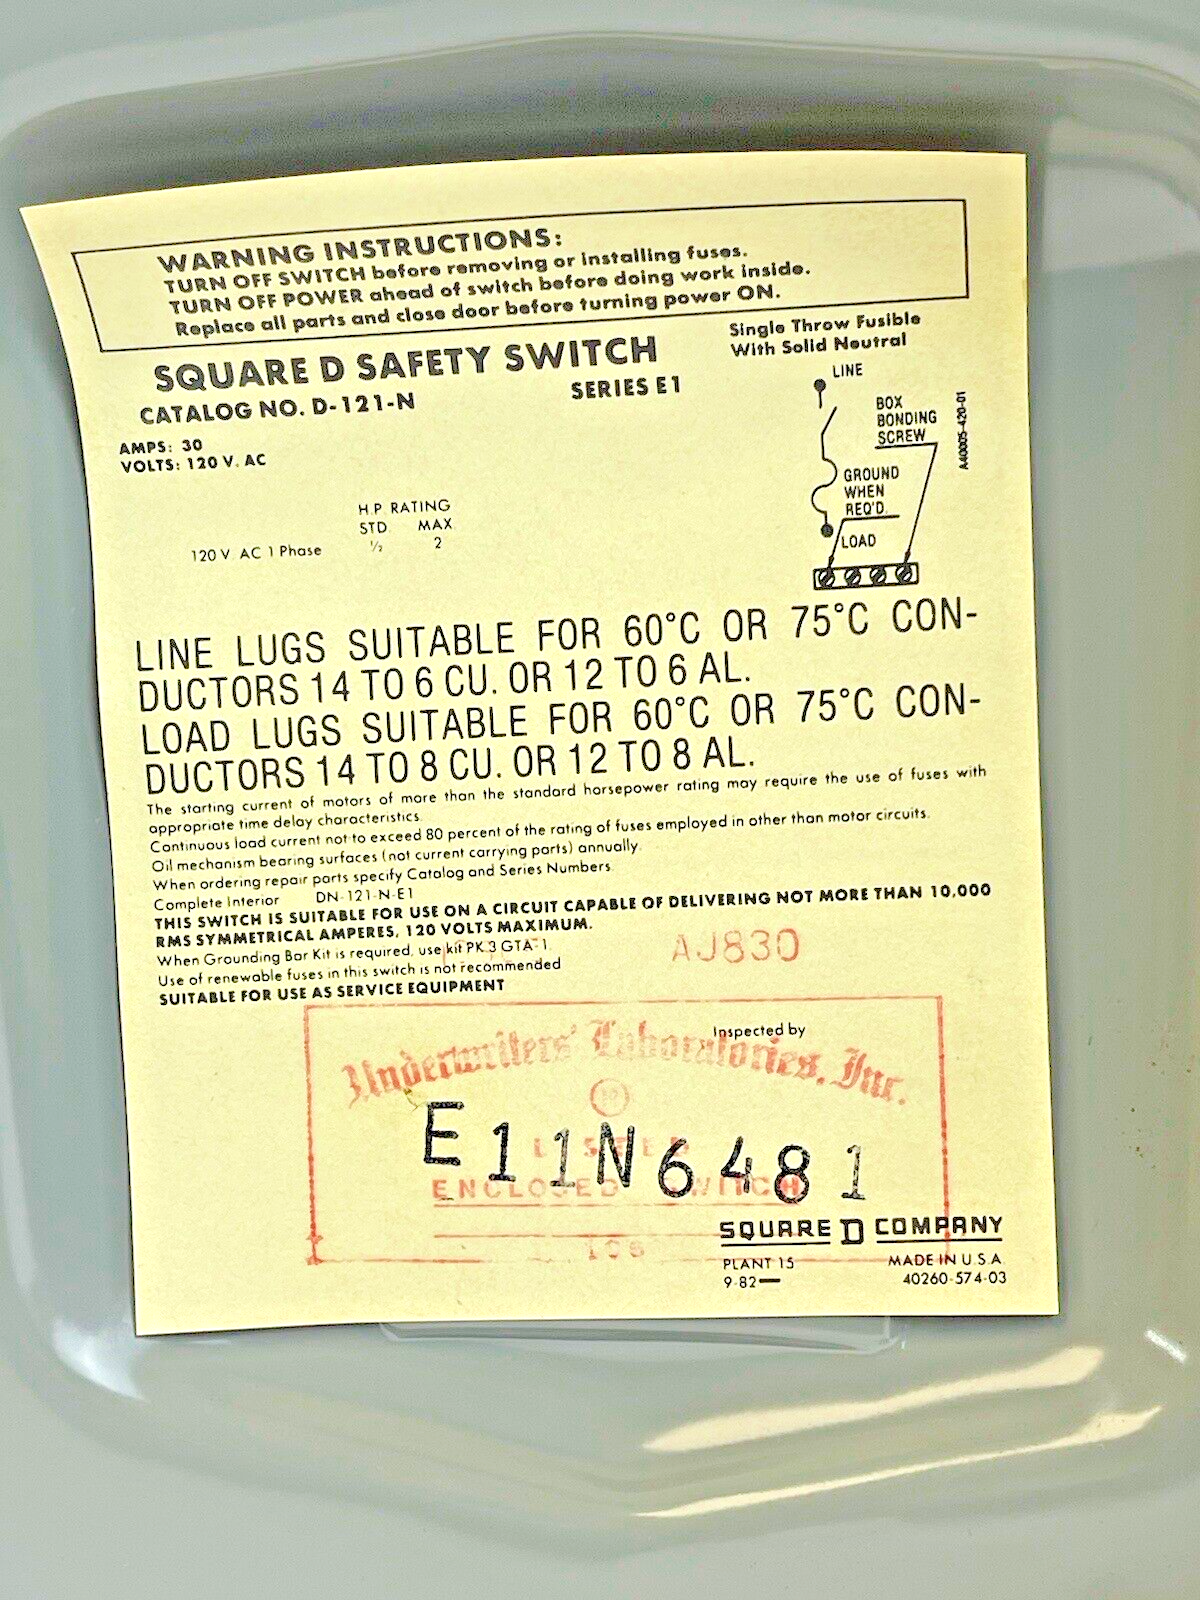 WARNING INSTRUCTIONS:
TURN OFF SWITCH before removing or installing fuses.
TURN OFF POWER ahead of switch before doing work inside.
Replace all parts and close door before turning power ON.
SQUARE D SAFETY SWITCH
CATALOG NO. D-121-N
SERIES E1
AMPS: 30
VOLTS: 120 V. AC
H.P. RATING
STD. MAX
120 V. AC 1 Phase ½ 2
Single Throw Fusible
With Solid Neutral
LINE
BOX
BONDING
SCREW
GROUND
WHEN
REQ'D.
LOAD
A40005-420-01
LINE LUGS SUITABLE FOR 60°C OR 75°C CON-
DUCTORS 14 TO 6 CU. OR 12 TO 6 AL.
LOAD LUGS SUITABLE FOR 60°C OR 75°C CON-
DUCTORS 14 TO 8 CU. OR 12 TO 8 AL.
The starting current of motors of more than the standard horsepower rating may require the use of fuses with
appropriate time delay characteristics.
Continuous load current not to exceed 80 percent of the rating of fuses employed in other than motor circuits.
Oil mechanism bearing surfaces (not current carrying parts) annually.
When ordering repair parts specify Catalog and Series Numbers.
Complete Interior DN-121-N-E1
THIS SWITCH IS SUITABLE FOR USE ON A CIRCUIT CAPABLE OF DELIVERING NOT MORE THAN 10,000
RMS SYMMETRICAL AMPERES, 120 VOLTS MAXIMUM.
When Grounding Bar Kit is required, use kit PK 3 GTA-1
Use of renewable fuses in this switch is not recommended
SUITABLE FOR USE AS SERVICE EQUIPMENT
AJ830
Inspected by
Underwriters' Laboratories, Inc.
LISTED
E11N6481
ENCLOSED SWITCH
SQUARE D COMPANY
PLANT 15 MADE IN U.S.A.
9-82— 40260-574-03